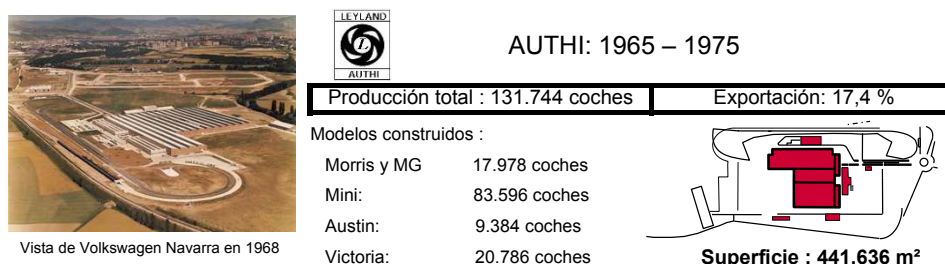 LEYLAND
L
AUTHI
AUTHI: 1965 – 1975
Producción total : 131.744 coches
Exportación: 17,4 %
Modelos construidos :
Morris y MG 17.978 coches
Mini: 83.596 coches
Austin: 9.384 coches
Victoria: 20.786 coches
Vista de Volkswagen Navarra en 1968
Superficie : 441.636 m²